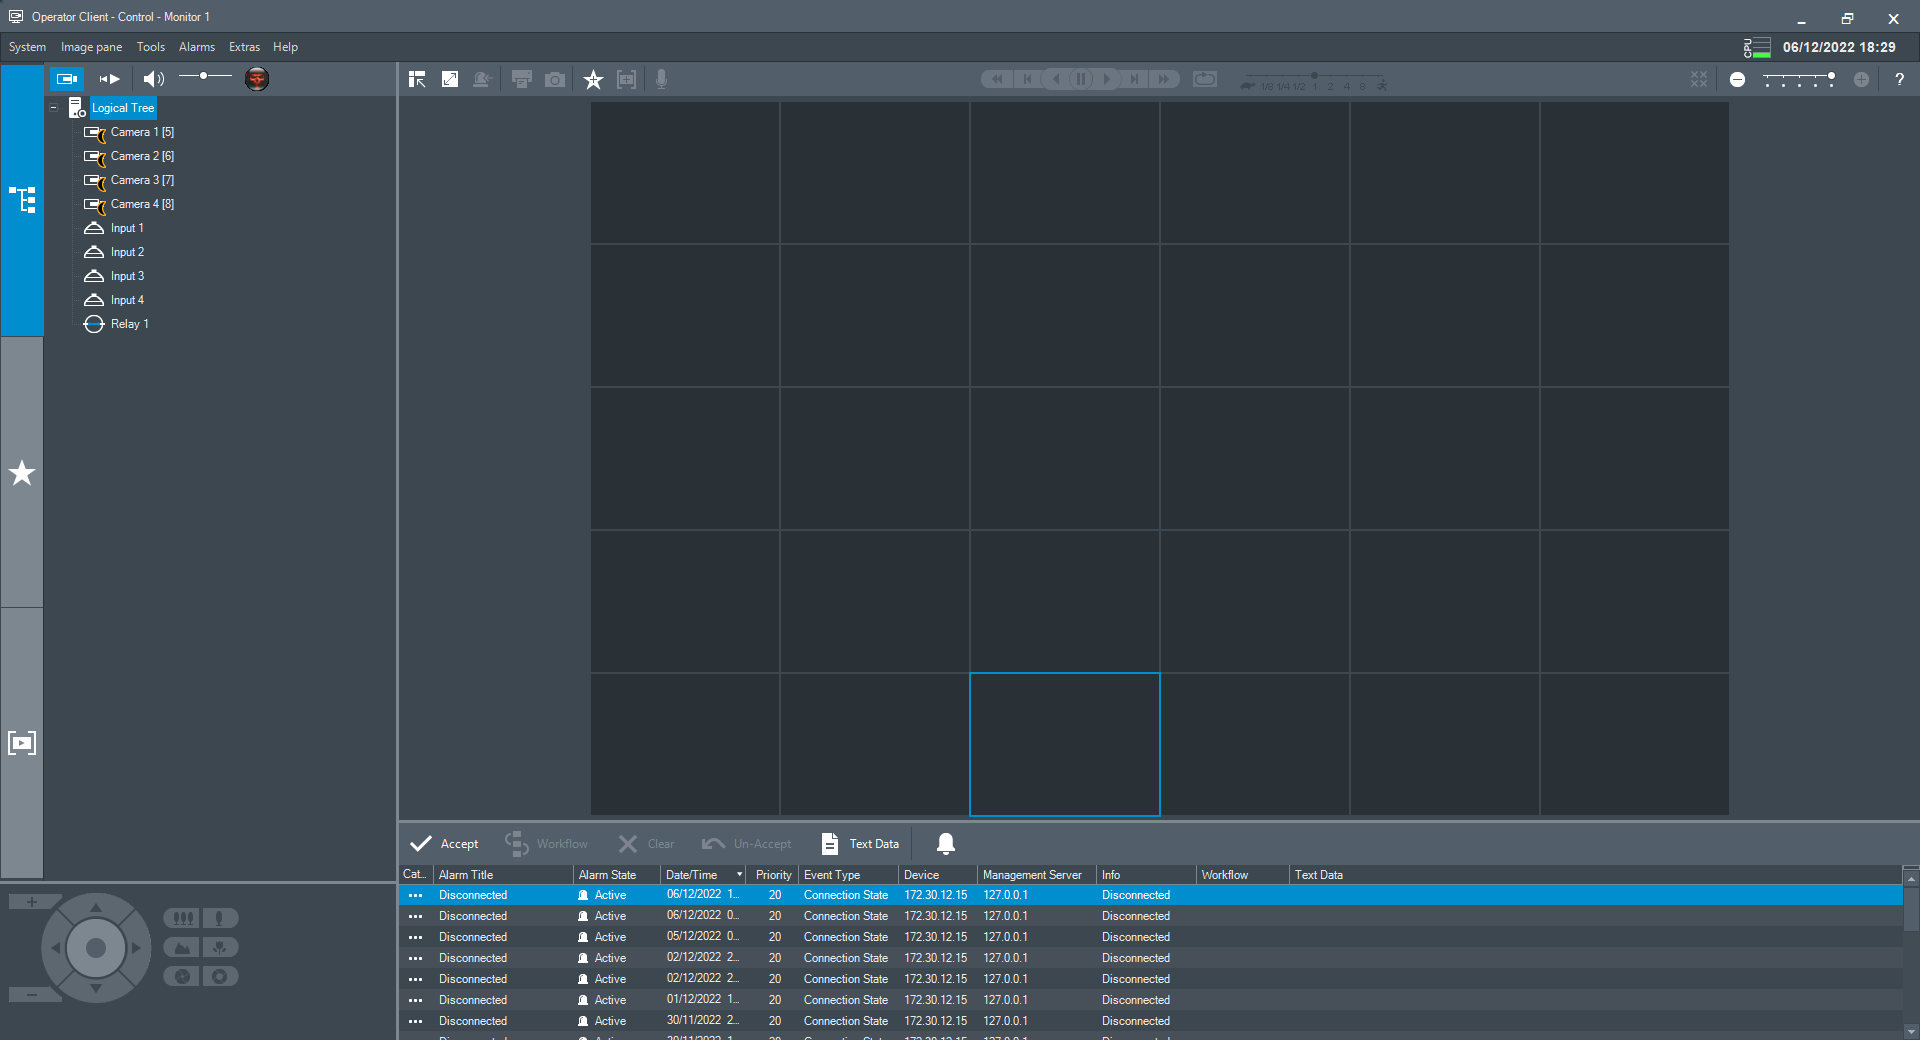 Operator Client - Control - Monitor 1
System Image pane Tools Alarms Extras Help
CPU 06/12/2022 18:29
1/8 1/4 1/2 1 2 4 8
?
Logical Tree
Camera 1 [5]
Camera 2 [6]
Camera 3 [7]
Camera 4 [8]
Input 1
Input 2
Input 3
Input 4
Relay 1
Accept Workflow Clear Un-Accept Text Data
Cat... Alarm Title Alarm State Date/Time Priority Event Type Device Management Server Info Workflow Text Data
Disconnected Active 06/12/2022 1... 20 Connection State 172.30.12.15 127.0.0.1 Disconnected
Disconnected Active 06/12/2022 0... 20 Connection State 172.30.12.15 127.0.0.1 Disconnected
Disconnected Active 05/12/2022 0... 20 Connection State 172.30.12.15 127.0.0.1 Disconnected
Disconnected Active 02/12/2022 2... 20 Connection State 172.30.12.15 127.0.0.1 Disconnected
Disconnected Active 02/12/2022 2... 20 Connection State 172.30.12.15 127.0.0.1 Disconnected
Disconnected Active 01/12/2022 1... 20 Connection State 172.30.12.15 127.0.0.1 Disconnected
Disconnected Active 30/11/2022 2... 20 Connection State 172.30.12.15 127.0.0.1 Disconnected